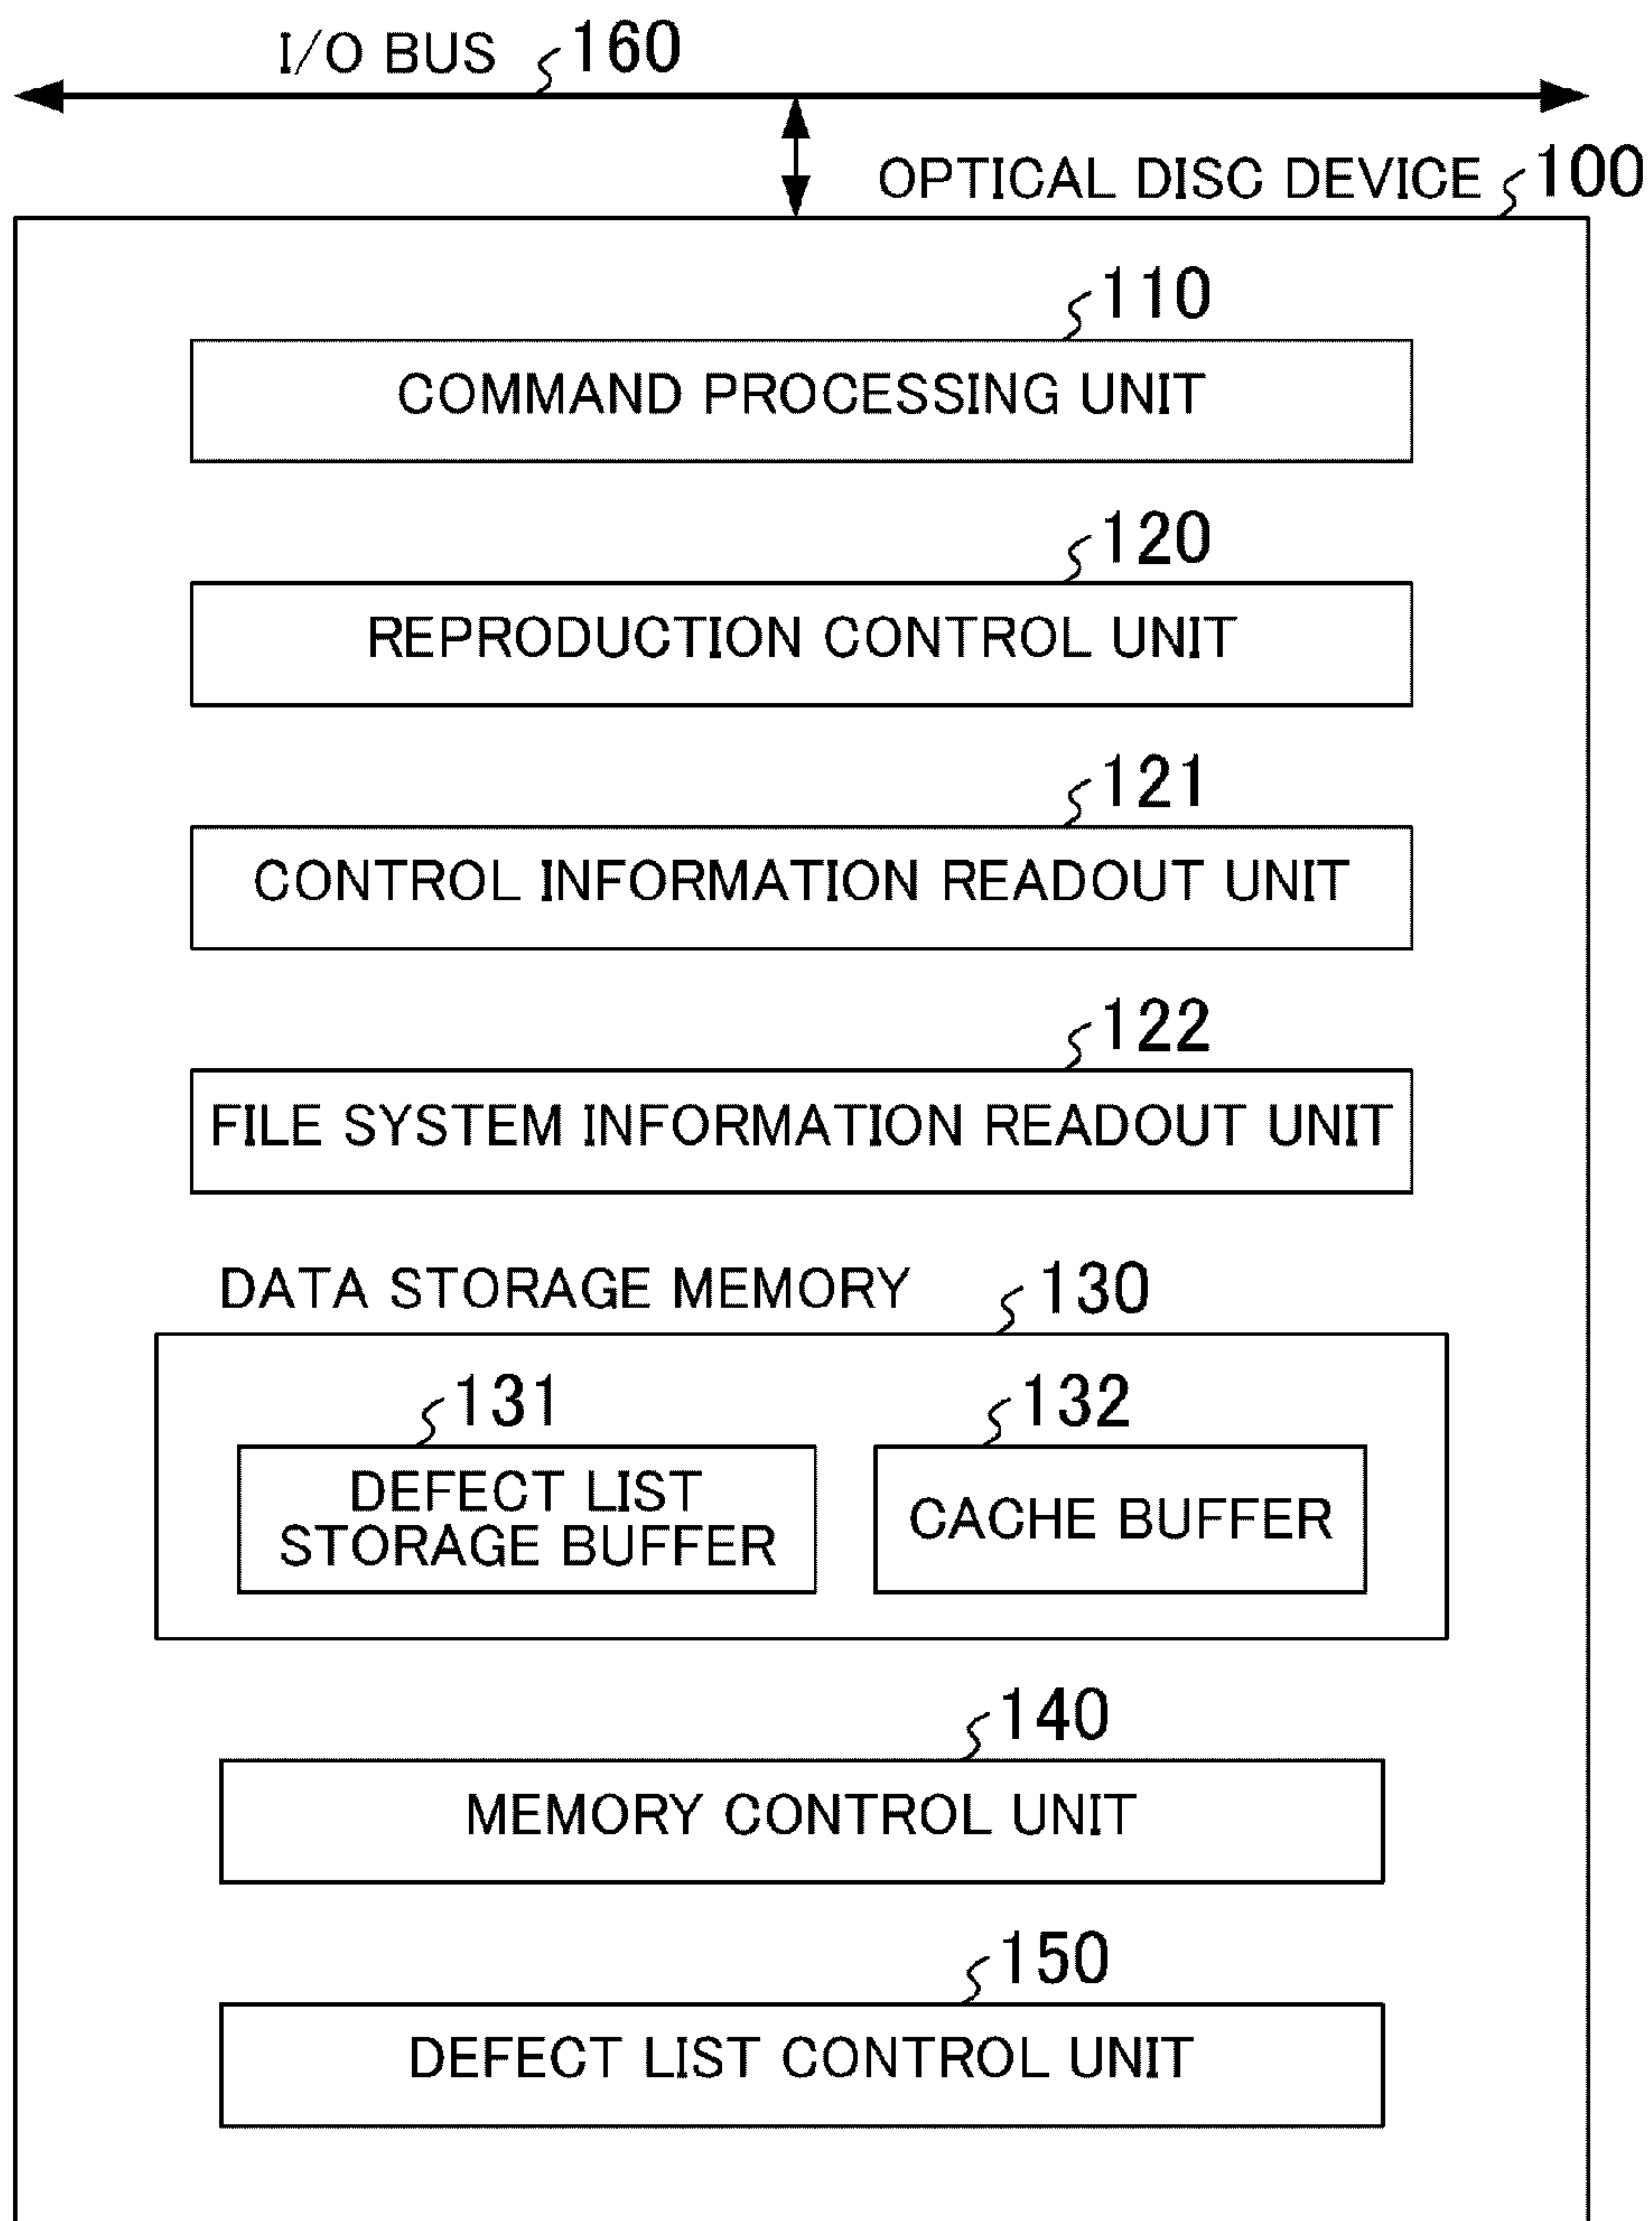 I/O BUS 160
OPTICAL DISC DEVICE 100
110
COMMAND PROCESSING UNIT
120
REPRODUCTION CONTROL UNIT
121
CONTROL INFORMATION READOUT UNIT
122
FILE SYSTEM INFORMATION READOUT UNIT
DATA STORAGE MEMORY 130
131
DEFECT LIST
STORAGE BUFFER
132
CACHE BUFFER
140
MEMORY CONTROL UNIT
150
DEFECT LIST CONTROL UNIT